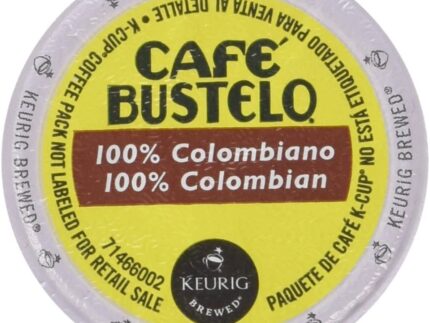 CAFÉ
BUSTELO®
100% Colombiano
100% Colombian
71466002
KEURIG
BREWED®
K-CUP COFFEE PACK NOT LABELED FOR RETAIL SALE
PAQUETE DE CAFÉ K-CUP® NO ESTA ETIQUETADO PARA VENTA AL DETALLE •
KEURIG BREWED®
KEURIG BREWED®